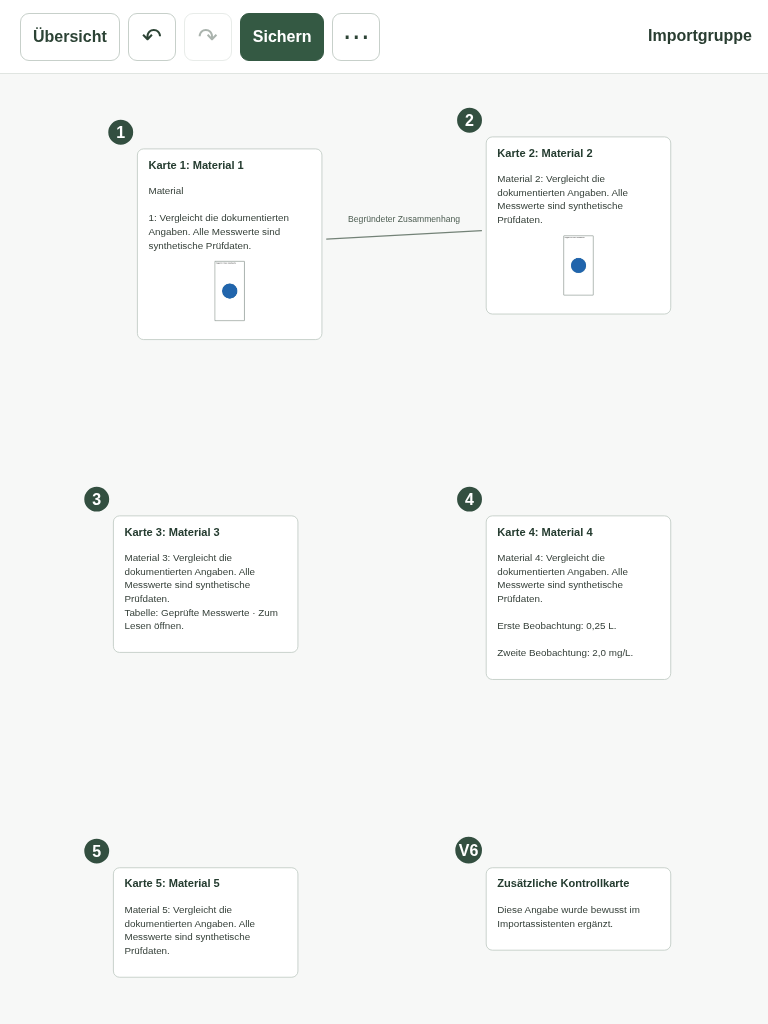 Übersicht
Sichern
...
Importgruppe
1
Karte 1: Material 1
Material
1: Vergleicht die dokumentierten
Angaben. Alle Messwerte sind
synthetische Prüfdaten.
Begründeter Zusammenhang
2
Karte 2: Material 2
Material 2: Vergleicht die
dokumentierten Angaben. Alle
Messwerte sind synthetische
Prüfdaten.
3
Karte 3: Material 3
Material 3: Vergleicht die
dokumentierten Angaben. Alle
Messwerte sind synthetische
Prüfdaten.
Tabelle: Geprüfte Messwerte · Zum
Lesen öffnen.
4
Karte 4: Material 4
Material 4: Vergleicht die
dokumentierten Angaben. Alle
Messwerte sind synthetische
Prüfdaten.
Erste Beobachtung: 0,25 L.
Zweite Beobachtung: 2,0 mg/L.
5
Karte 5: Material 5
Material 5: Vergleicht die
dokumentierten Angaben. Alle
Messwerte sind synthetische
Prüfdaten.
V6
Zusätzliche Kontrollkarte
Diese Angabe wurde bewusst im
Importassistenten ergänzt.